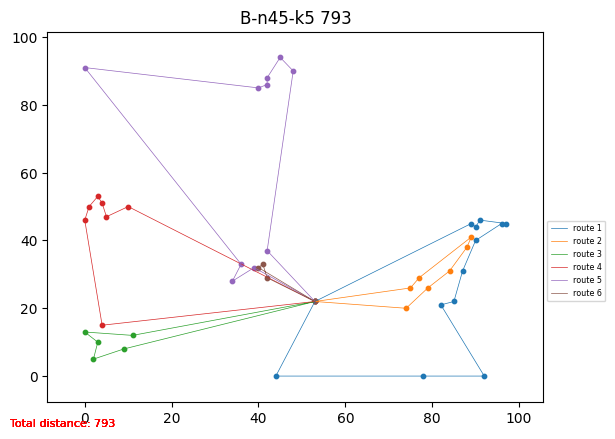 B-n45-k5 793
100
80
60
40
20
0
0 20 40 60 80 100
route 1
route 2
route 3
route 4
route 5
route 6
Total distance: 793